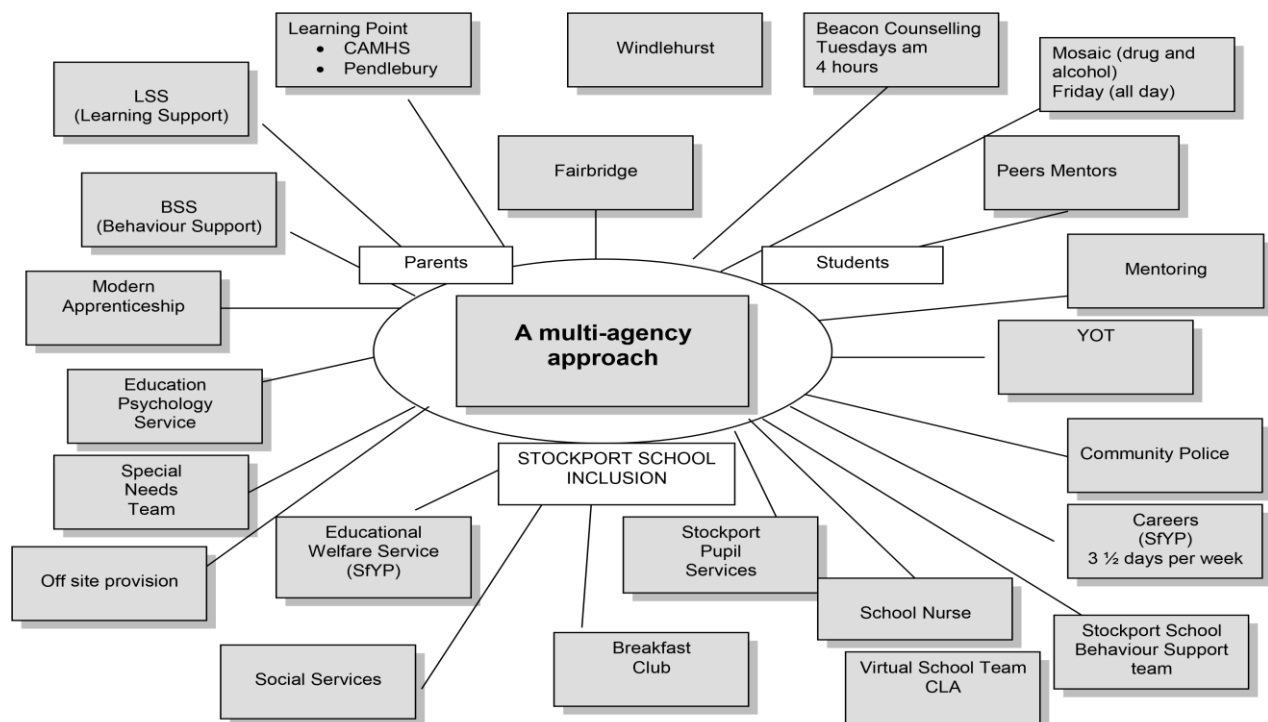 Learning Point
• CAMHS
• Pendlebury
Windlehurst
Beacon Counselling
Tuesdays am
4 hours
Mosaic (drug and
alcohol)
Friday (all day)
LSS
(Learning Support)
Fairbridge
Peers Mentors
BSS
(Behaviour Support)
Parents
Students
Mentoring
Modern
Apprenticeship
A multi-agency
approach
YOT
Education
Psychology
Service
Community Police
STOCKPORT SCHOOL
INCLUSION
Special
Needs
Team
Educational
Welfare Service
(SfYP)
Stockport
Pupil
Services
Careers
(SfYP)
3 ½ days per week
Off site provision
School Nurse
Stockport School
Behaviour Support
team
Breakfast
Club
Social Services
Virtual School Team
CLA